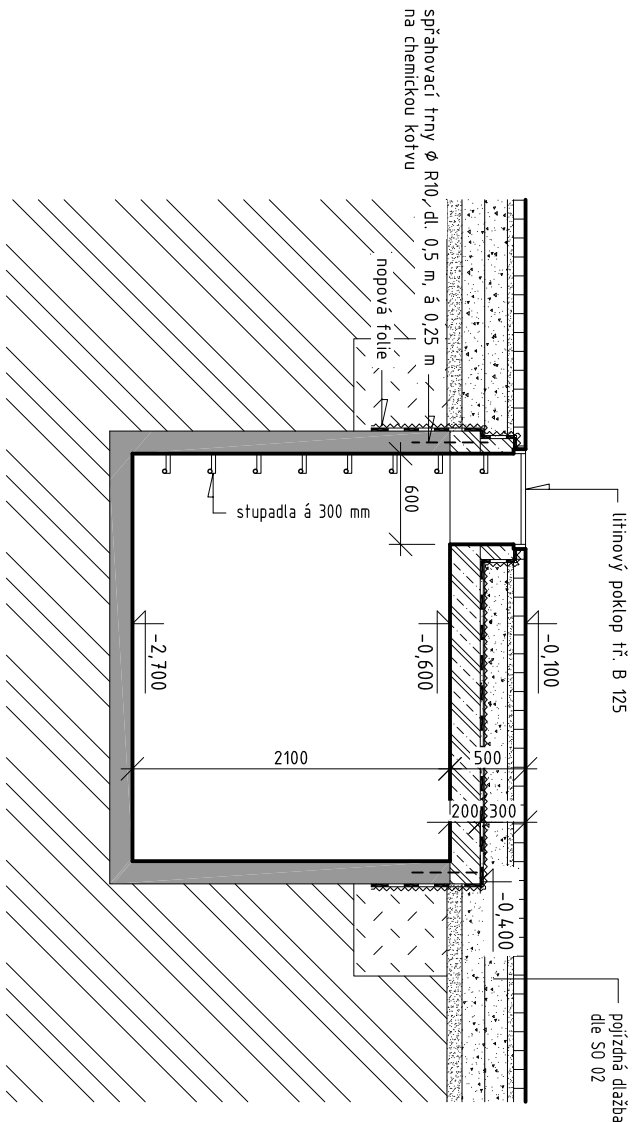 spřahovací trny Ø R10, dl. 0,5 m, á 0,25 m
na chemickou kotvu
nopová folie
litinový poklop tř. B 125
stupadla á 300 mm
600
-2,700
-0,600
-0,100
2100
500
200
300
-0,400
pojízdná dlažba
dle SO 02